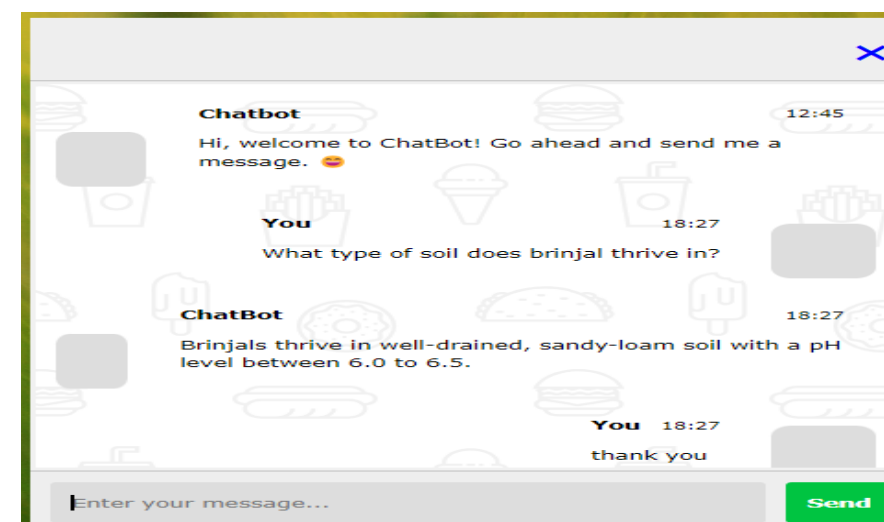 Chatbot 12:45
Hi, welcome to ChatBot! Go ahead and send me a
message. 😄
You 18:27
What type of soil does brinjal thrive in?
ChatBot 18:27
Brinjals thrive in well-drained, sandy-loam soil with a pH
level between 6.0 to 6.5.
You 18:27
thank you
Enter your message... Send